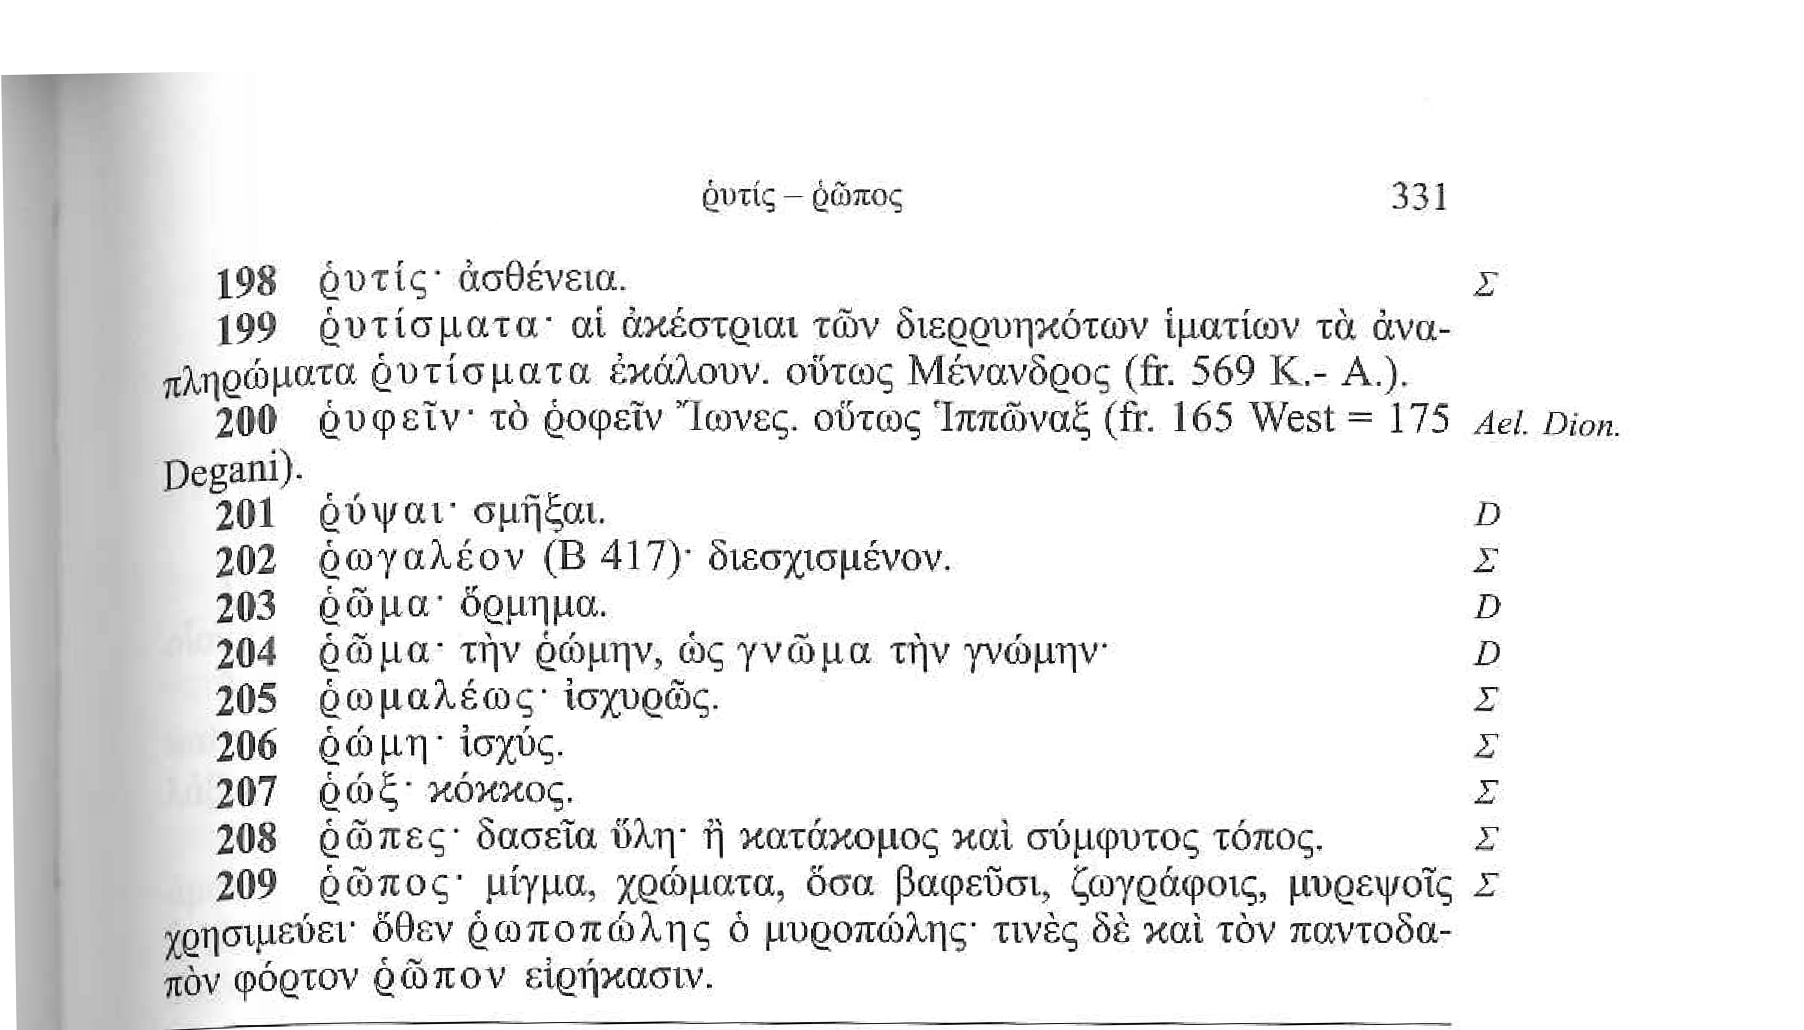 ῥυτίς – ῥῶπος 331
198 ῥυτίς· ἀσθένεια. Σ
199 ῥυτίσματα· αἱ ἀκέστριαι τῶν διερρυηκότων ἱματίων τὰ ἀνα-
πληρώματα ῥυτίσματα ἐκάλουν. οὕτως Μένανδρος (fr. 569 K.- A.).
200 ῥυφεῖν· τὸ ῥοφεῖν Ἴωνες. οὕτως Ἱππῶναξ (fr. 165 West = 175 Ael. Dion.
Degani).
201 ῥύψαι· σμῆξαι. D
202 ῥωγαλέον (B 417)· διεσχισμένον. Σ
203 ῥῶμα· ὅρμημα. D
204 ῥῶμα· τὴν ῥώμην, ὡς γνῶμα τὴν γνώμην· D
205 ῥωμαλέως· ἰσχυρῶς. Σ
206 ῥώμη· ἰσχύς. Σ
207 ῥώξ· κόκκος. Σ
208 ῥῶπες· δασεῖα ὕλη· ἢ κατάκομος καὶ σύμφυτος τόπος. Σ
209 ῥῶπος· μίγμα, χρώματα, ὅσα βαφεῦσι, ζωγράφοις, μυρεψοῖς Σ
χρησιμεύει· ὅθεν ῥωποπώλης ὁ μυροπώλης· τινὲς δὲ καὶ τὸν παντοδα-
πὸν φόρτον ῥῶπον εἰρήκασιν.